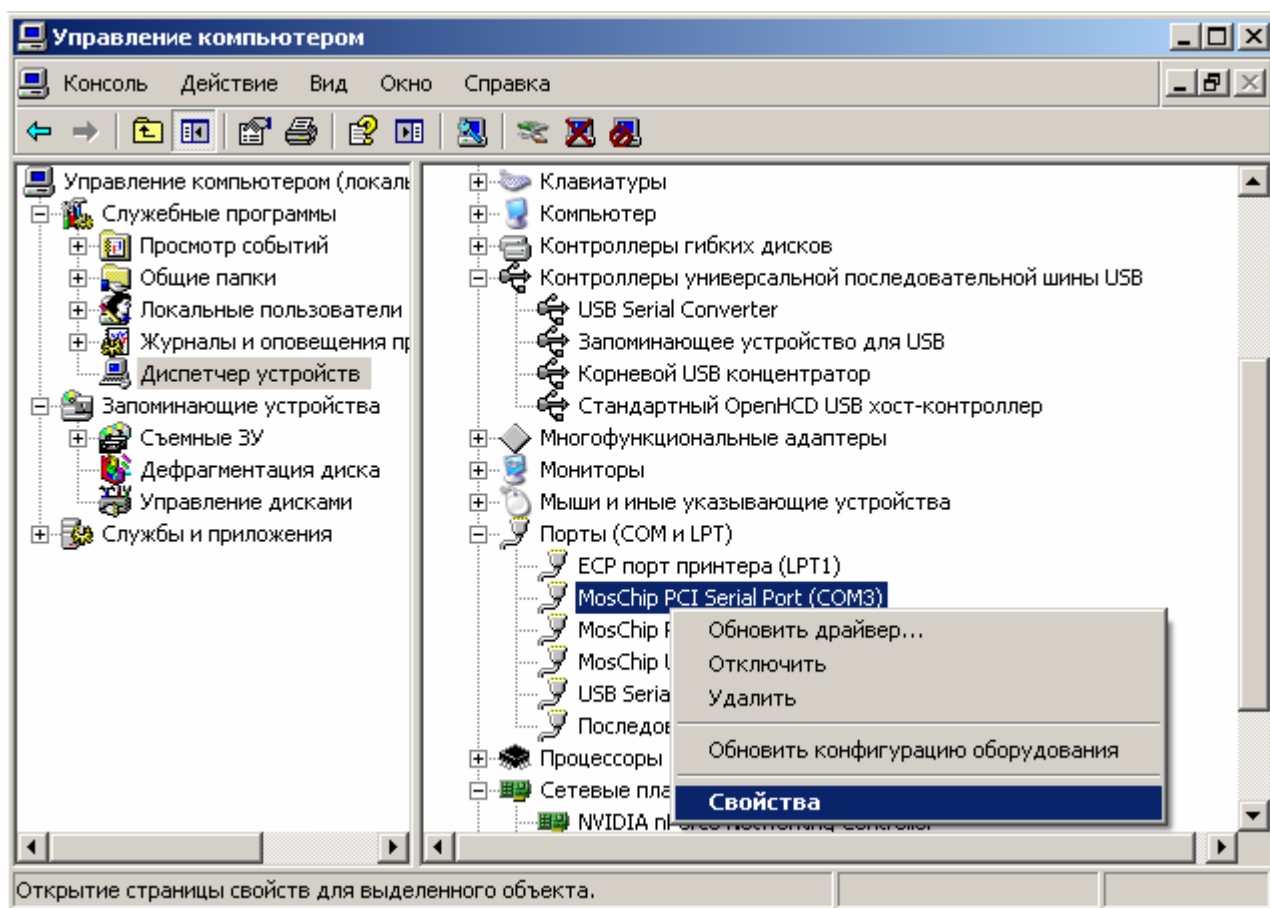 Управление компьютером
Консоль Действие Вид Окно Справка
Управление компьютером (локаль
Служебные программы
Просмотр событий
Общие папки
Локальные пользователи
Журналы и оповещения пр
Диспетчер устройств
Запоминающие устройства
Съемные ЗУ
Дефрагментация диска
Управление дисками
Службы и приложения
Клавиатуры
Компьютер
Контроллеры гибких дисков
Контроллеры универсальной последовательной шины USB
USB Serial Converter
Запоминающее устройство для USB
Корневой USB концентратор
Стандартный OpenHCD USB хост-контроллер
Многофункциональные адаптеры
Мониторы
Мыши и иные указывающие устройства
Порты (COM и LPT)
ECP порт принтера (LPT1)
MosChip PCI Serial Port (COM3)
MosChip
MosChip
USB Seria
Последов
Процессоры
Сетевые пла
NVIDIA
Обновить драйвер...
Отключить
Удалить
Обновить конфигурацию оборудования
Свойства
Открытие страницы свойств для выделенного объекта.